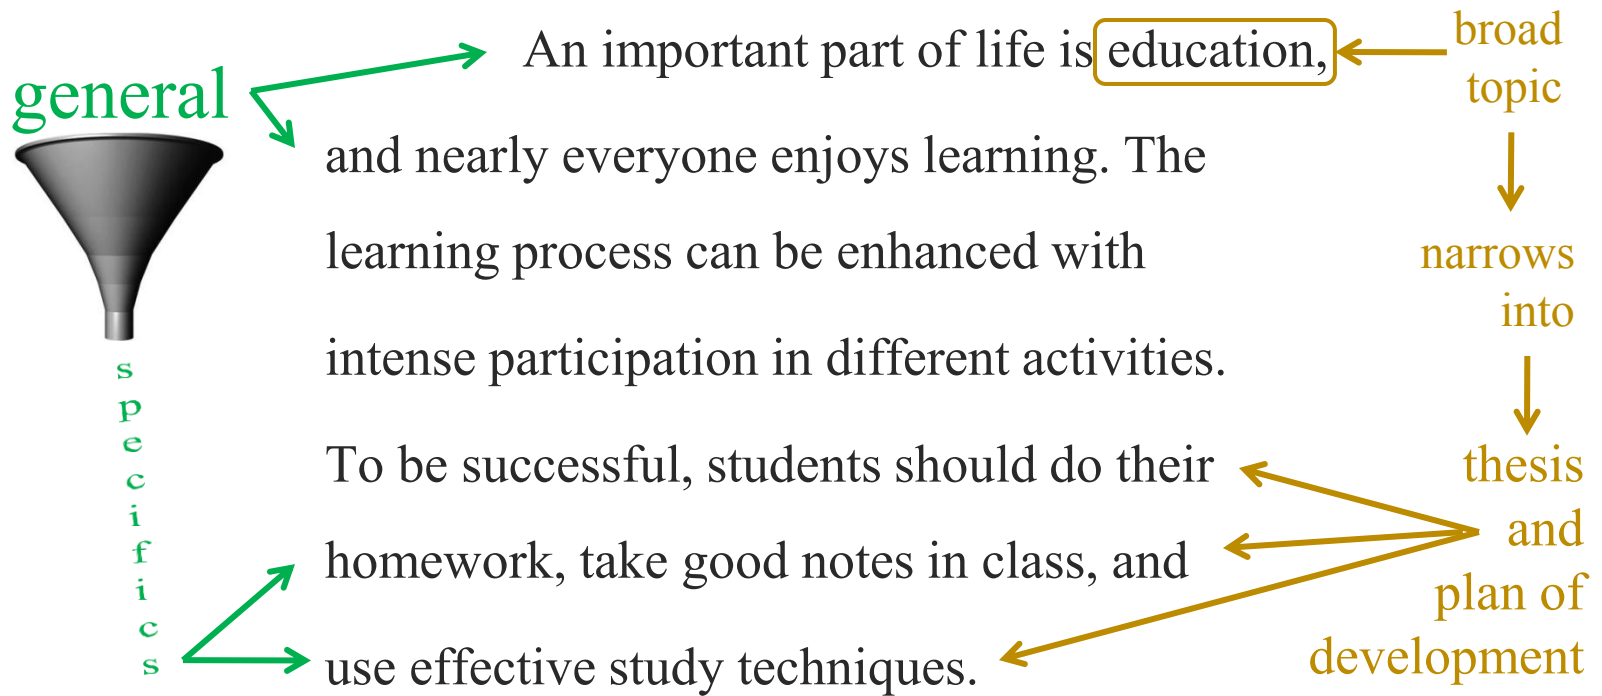 general
specifics
An important part of life is education,
and nearly everyone enjoys learning. The
learning process can be enhanced with
intense participation in different activities.
To be successful, students should do their
homework, take good notes in class, and
use effective study techniques.
broad
topic
narrows
into
thesis
and
plan of
development